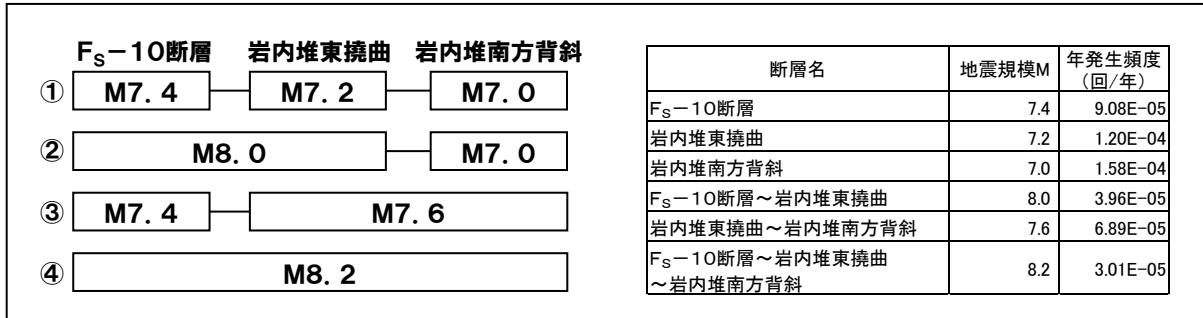 FS－10断層　岩内堆東撓曲　岩内堆南方背斜
① M7.4 M7.2 M7.0
② M8.0 M7.0
③ M7.4 M7.6
④ M8.2
断層名 地震規模M 年発生頻度(回/年)
FS－10断層 7.4 9.08E-05
岩内堆東撓曲 7.2 1.20E-04
岩内堆南方背斜 7.0 1.58E-04
FS－10断層～岩内堆東撓曲 8.0 3.96E-05
岩内堆東撓曲～岩内堆南方背斜 7.6 6.89E-05
FS－10断層～岩内堆東撓曲
～岩内堆南方背斜 8.2 3.01E-05